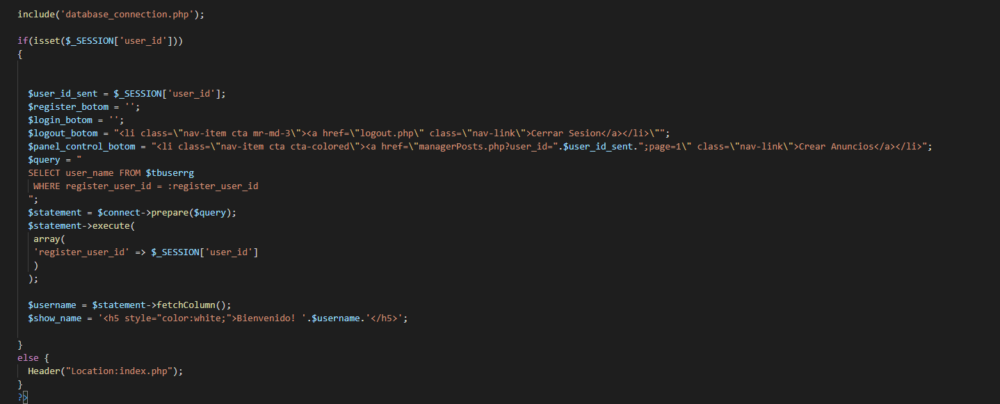 include('database_connection.php');
if(isset($_SESSION['user_id']))
{
$user_id_sent = $_SESSION['user_id'];
$register_botom = '';
$login_botom = '';
$logout_botom = "<li class=\"nav-item cta mr-md-3\"><a href=\"logout.php\" class=\"nav-link\">Cerrar Sesion</a></li>\"";
$panel_control_botom = "<li class=\"nav-item cta cta-colored\"><a href=\"managerPosts.php?user_id=".$user_id_sent.";page=1\" class=\"nav-link\">Crear Anuncios</a></li>";
$query = "
SELECT user_name FROM $tbuserrg
WHERE register_user_id = :register_user_id
";
$statement = $connect->prepare($query);
$statement->execute(
array(
'register_user_id' => $_SESSION['user_id']
)
);
$username = $statement->fetchColumn();
$show_name = '<h5 style="color:white;">Bienvenido! '.$username.'</h5>';
}
else {
Header("Location:index.php");
}
?>